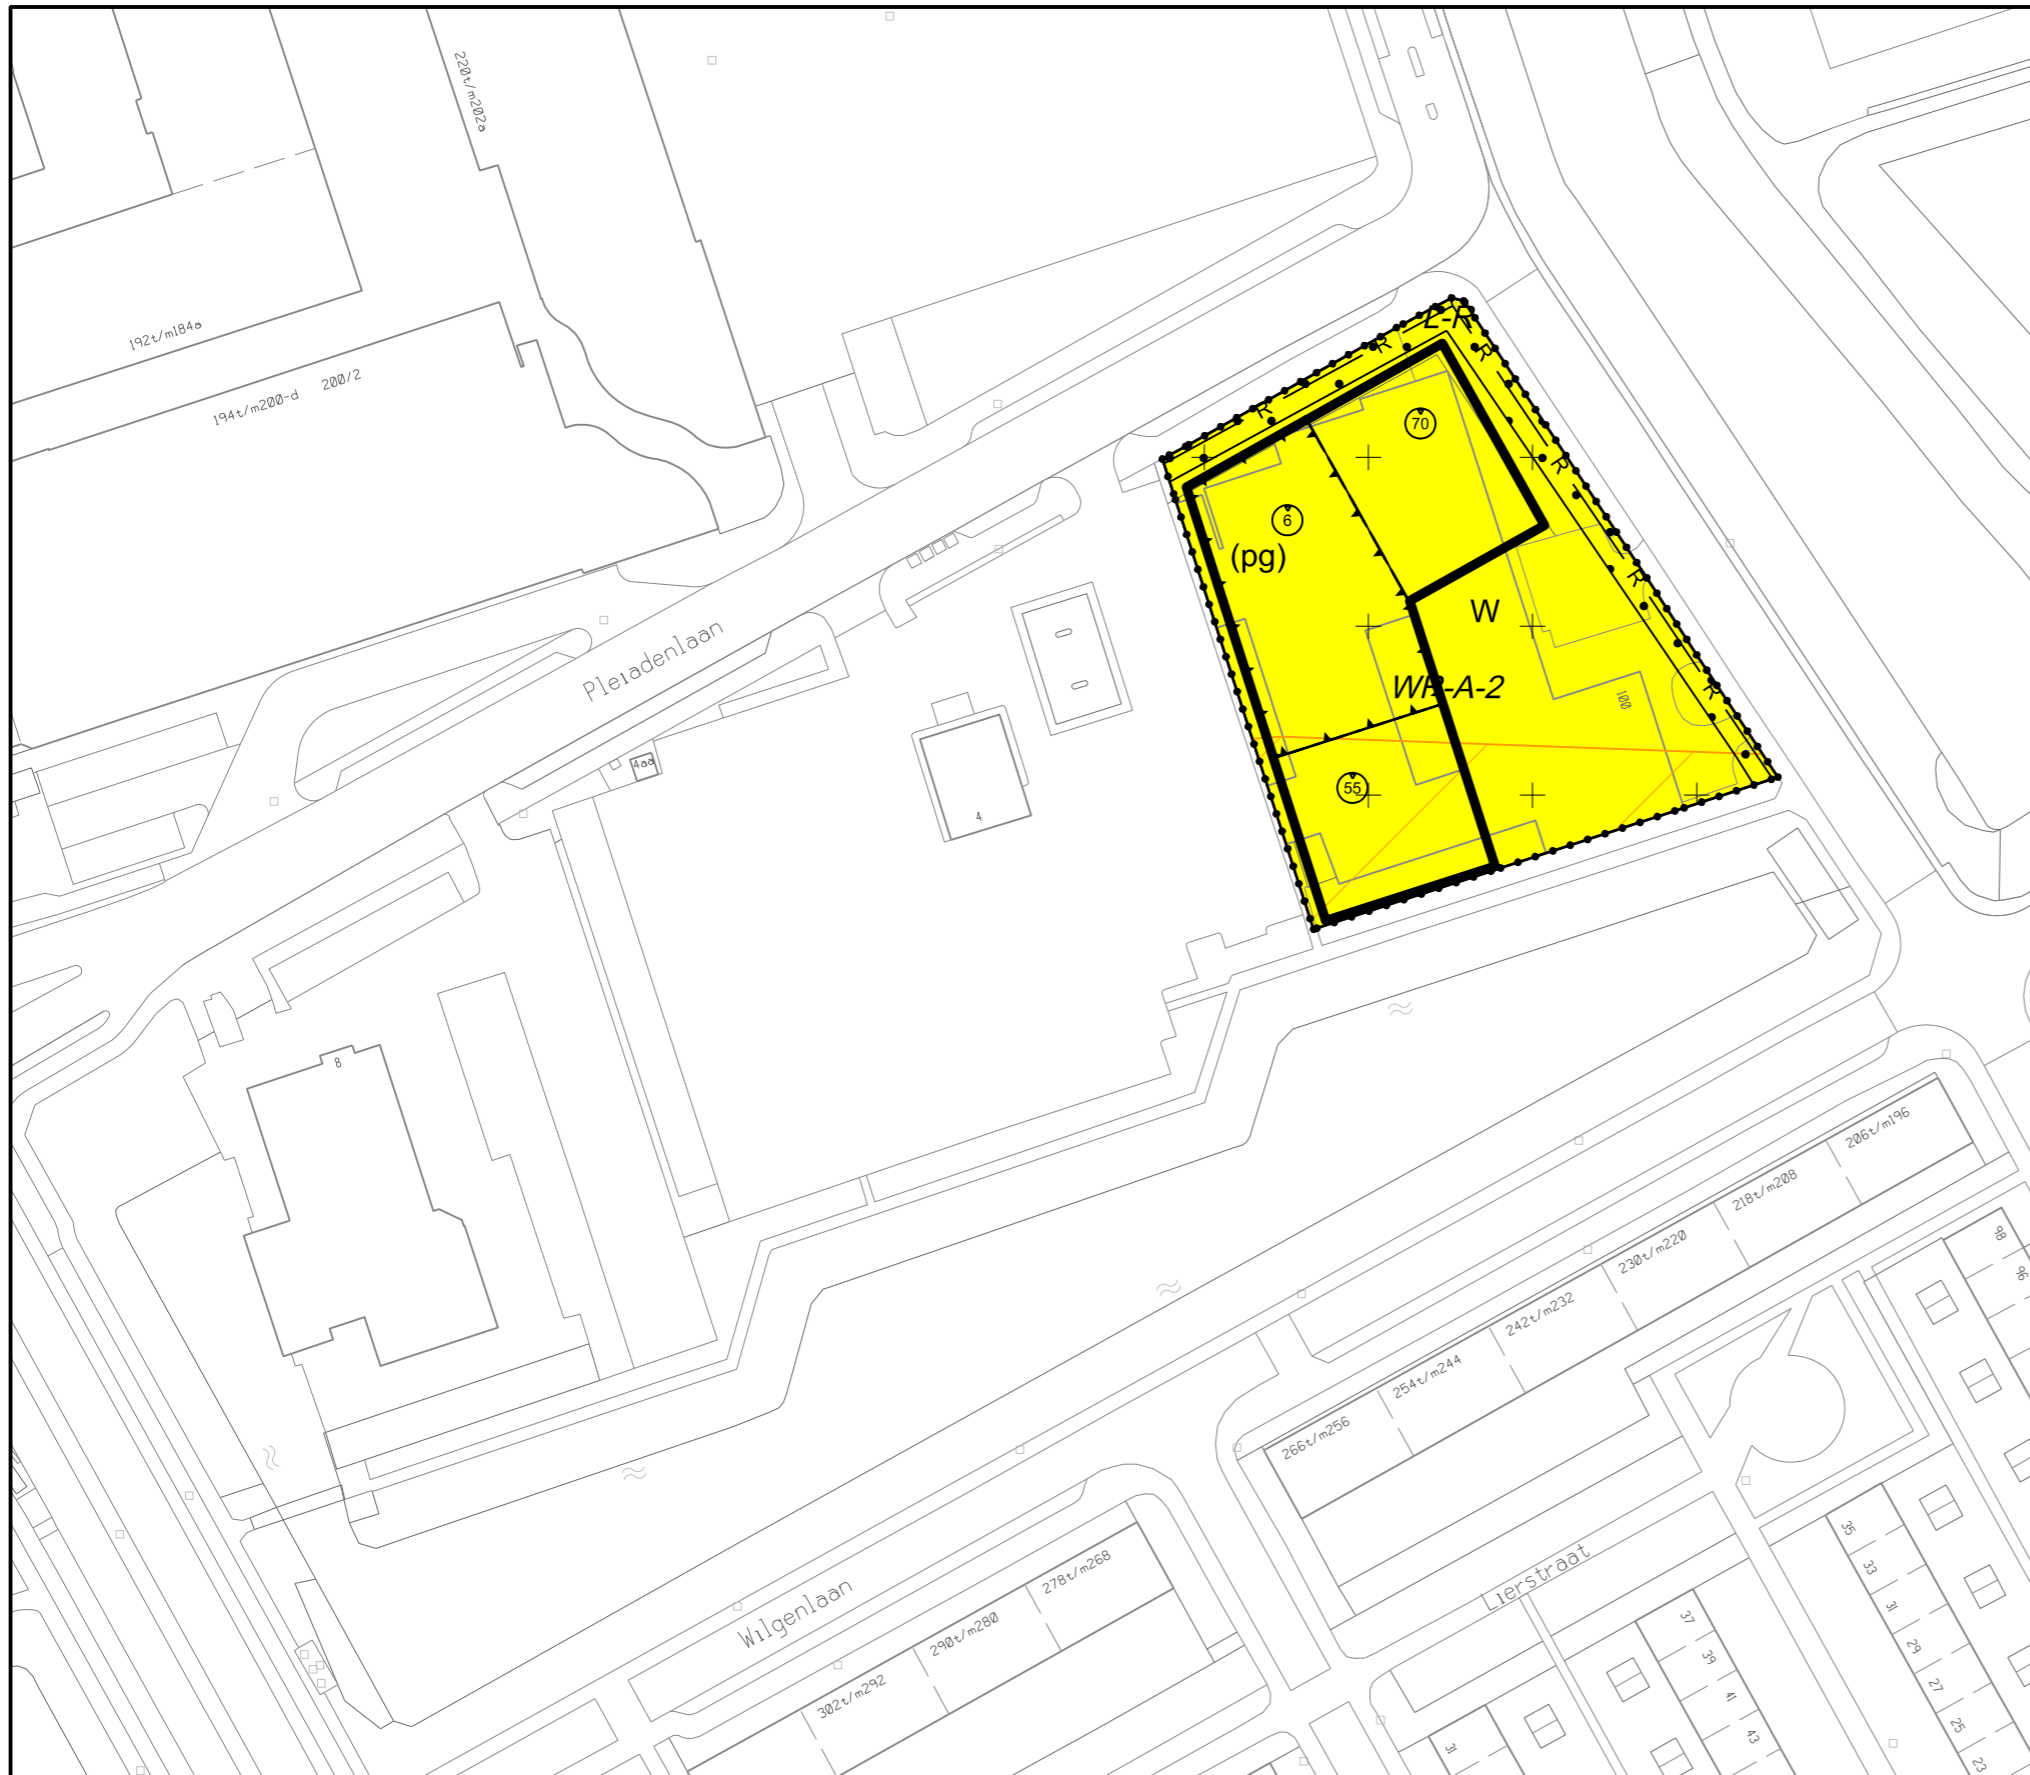 220t/m202a
192t/m184a
194t/m200-d 200/2
L-R
R
R
R
R
R
R
70
6
(pg)
W
WR-A-2
100
55
Pleiadenlaan
4aa
4
8
206t/m196
218t/m208
230t/m220
242t/m232
254t/m244
266t/m256
98
96
278t/m268
290t/m280
302t/m292
Wilgenlaan
Lierstraat
35
33
31
29
27
25
23
37
39
41
43
31